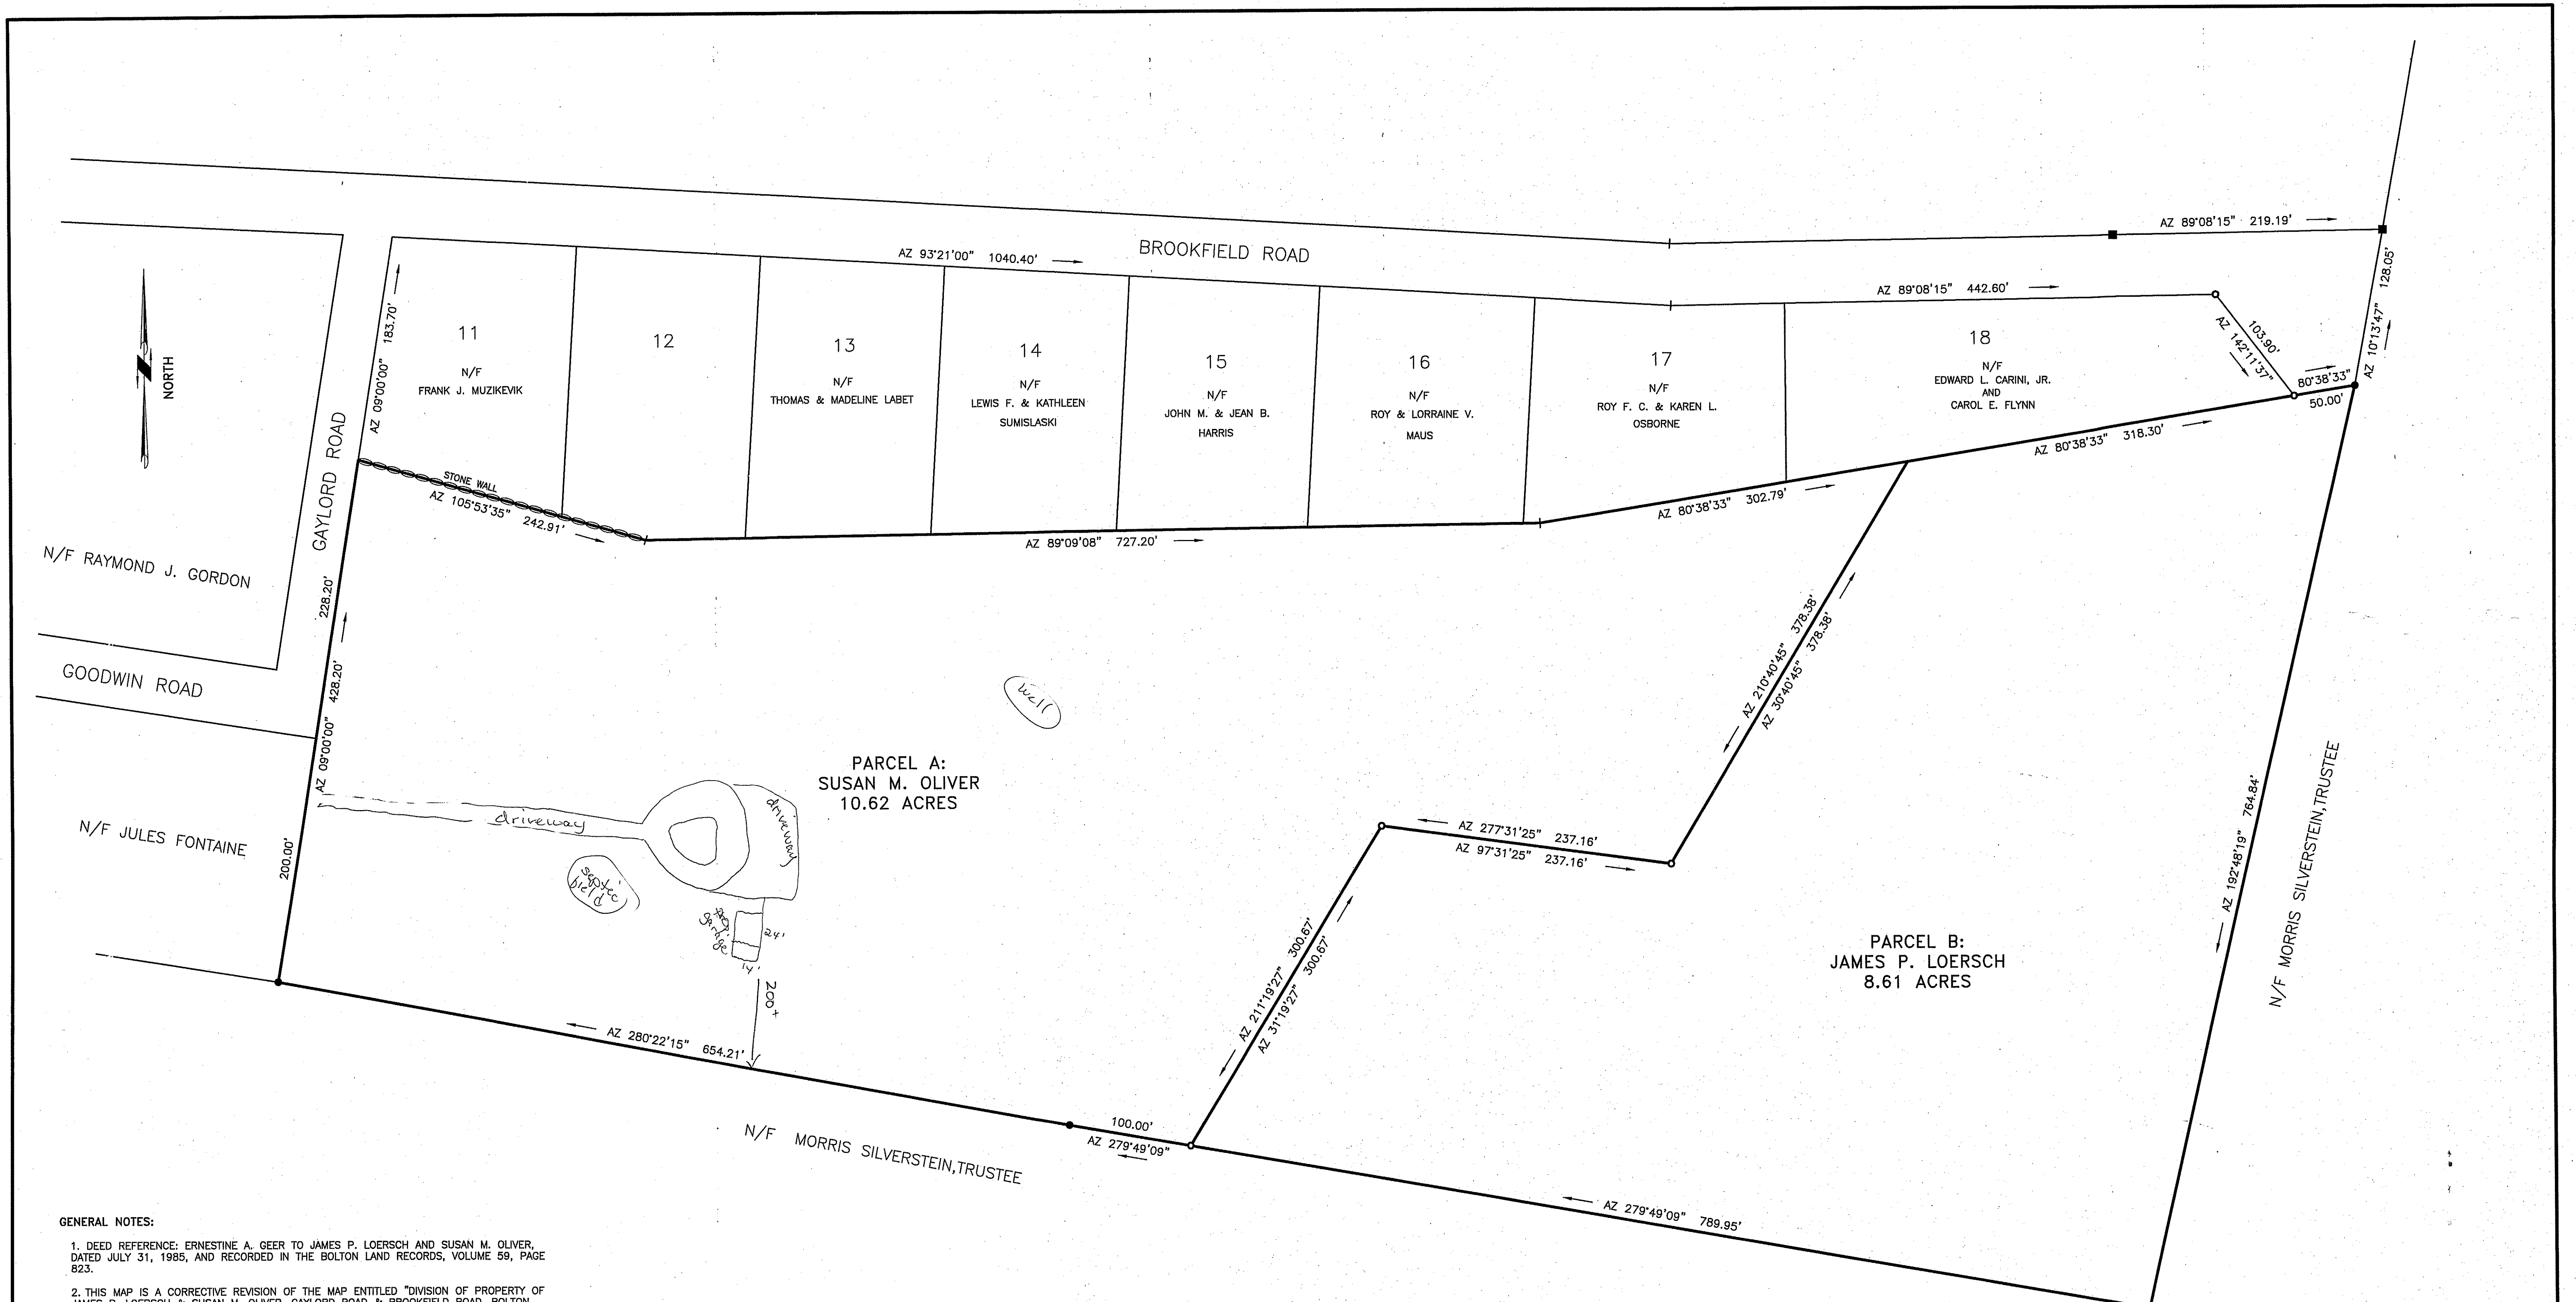 AZ 89°08'15" 219.19'
BROOKFIELD ROAD
AZ 93°21'00" 1040.40'
AZ 89°08'15" 442.60'
128.05'
AZ 10°13'47"
103.90'
AZ 142°11'37"
80°38'33"
50.00'
NORTH
183.70'
AZ 09°00'00"
GAYLORD ROAD
11
N/F
FRANK J. MUZIKEVIK
12
13
N/F
THOMAS & MADELINE LABET
14
N/F
LEWIS F. & KATHLEEN
SUMISLASKI
15
N/F
JOHN M. & JEAN B.
HARRIS
16
N/F
ROY & LORRAINE V.
MAUS
17
N/F
ROY F. C. & KAREN L.
OSBORNE
18
N/F
EDWARD L. CARINI, JR.
AND
CAROL E. FLYNN
STONE WALL
AZ 105°53'35" 242.91'
AZ 89°09'08" 727.20'
AZ 80°38'33" 302.79'
AZ 80°38'33" 318.30'
N/F RAYMOND J. GORDON
228.20'
GOODWIN ROAD
AZ 09°00'00" 428.20'
N/F JULES FONTAINE
200.00'
well
PARCEL A:
SUSAN M. OLIVER
10.62 ACRES
driveway
driveway
septic
field
prop.
garage
24'
14'
200+
AZ 210°40'45" 378.38'
AZ 30°40'45" 378.38'
AZ 277°31'25" 237.16'
AZ 97°31'25" 237.16'
AZ 211°19'27" 300.67'
AZ 31°19'27" 300.67'
PARCEL B:
JAMES P. LOERSCH
8.61 ACRES
AZ 192°48'19" 764.84'
N/F MORRIS SILVERSTEIN,TRUSTEE
AZ 280°22'15" 654.21'
100.00'
AZ 279°49'09"
N/F MORRIS SILVERSTEIN,TRUSTEE
AZ 279°49'09" 789.95'
GENERAL NOTES:
1. DEED REFERENCE: ERNESTINE A. GEER TO JAMES P. LOERSCH AND SUSAN M. OLIVER,
DATED JULY 31, 1985, AND RECORDED IN THE BOLTON LAND RECORDS, VOLUME 59, PAGE
823.
2. THIS MAP IS A CORRECTIVE REVISION OF THE MAP ENTITLED "DIVISION OF PROPERTY OF
JAMES P. LOERSCH & SUSAN M. OLIVER, GAYLORD ROAD & BROOKFIELD ROAD, BOLTON,